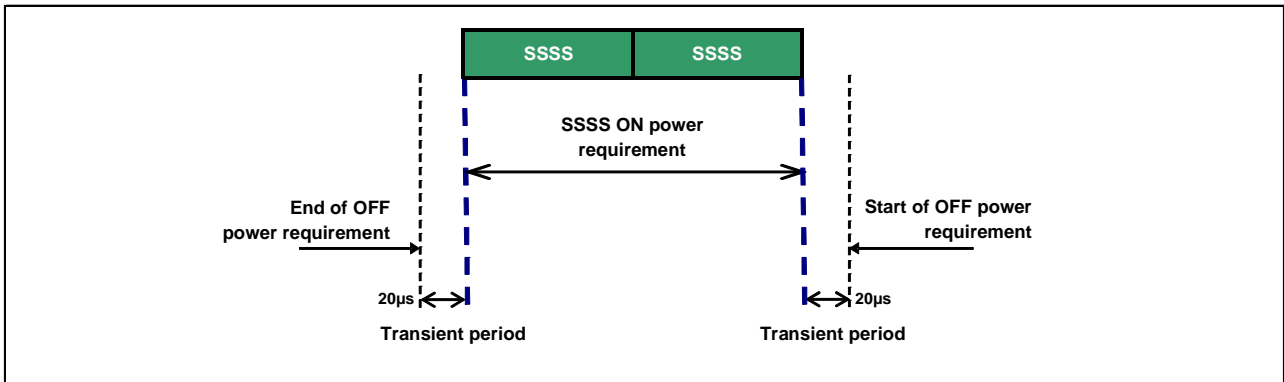 SSSS SSSS
SSSS ON power
requirement
End of OFF
power requirement
Start of OFF power
requirement
20µs
20µs
Transient period
Transient period